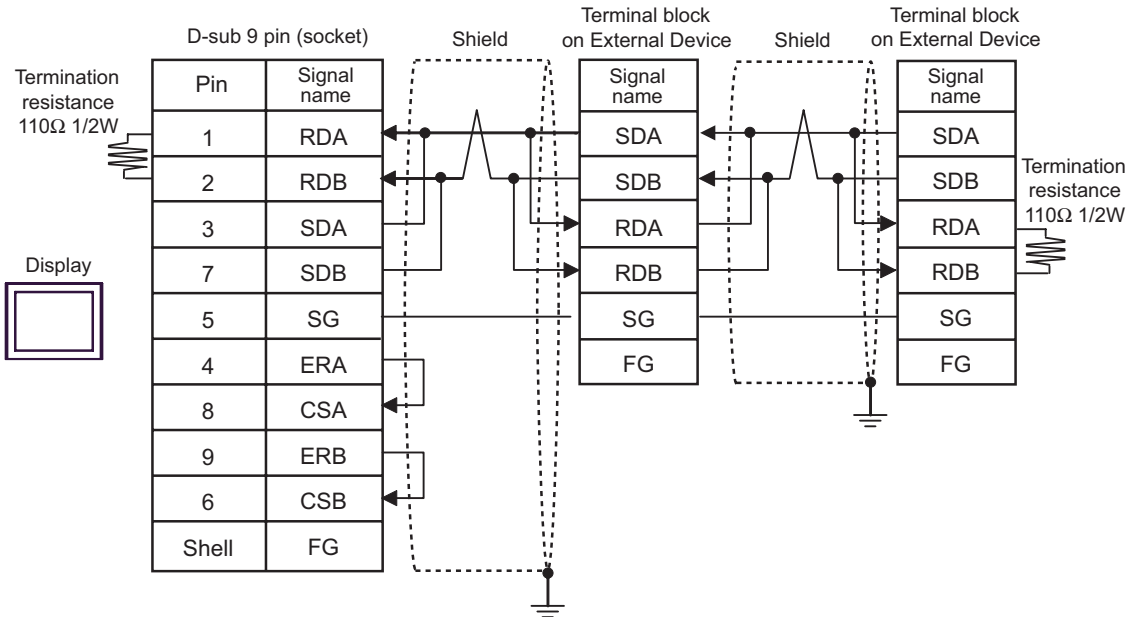 D-sub 9 pin (socket)
Shield
Terminal block
on External Device
Shield
Terminal block
on External Device
Termination
resistance
110Ω 1/2W
Display
Pin
Signal
name
1
RDA
2
RDB
3
SDA
7
SDB
5
SG
4
ERA
8
CSA
9
ERB
6
CSB
Shell
FG
Signal
name
SDA
SDB
RDA
RDB
SG
FG
Signal
name
SDA
SDB
RDA
RDB
SG
FG
Termination
resistance
110Ω 1/2W